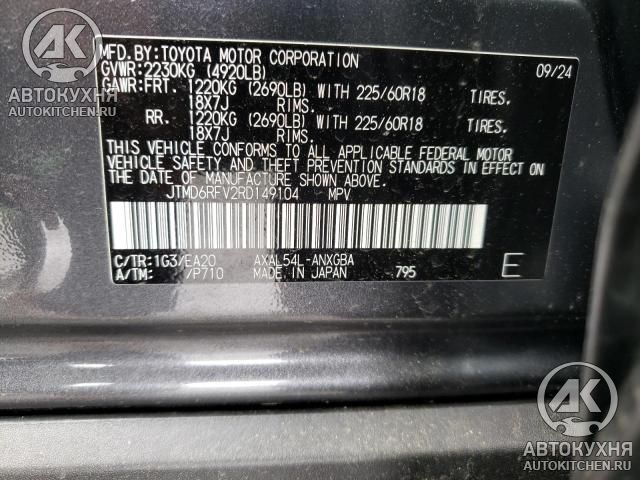 MFD.BY:TOYOTA MOTOR CORPORATION 09/24
GVWR:2230KG (4920LB)
GAWR:FRT. 1220KG (2690LB) WITH 225/60R18 TIRES.
18X7J RIMS.
RR. 1220KG (2690LB) WITH 225/60R18 TIRES.
18X7J RIMS.
THIS VEHICLE CONFORMS TO ALL APPLICABLE FEDERAL MOTOR
VEHICLE SAFETY AND THEFT PREVENTION STANDARDS IN EFFECT ON
THE DATE OF MANUFACTURE SHOWN ABOVE.
JTMD6RFV2RD149104 MPV
C/TR:1G3/EA20 AXAL54L-ANXGBA
A/TM: /P710 MADE IN JAPAN 795 E
АК
АВТОКУХНЯ
AUTOKITCHEN.RU
АК
АВТОКУХНЯ
AUTOKITCHEN.RU